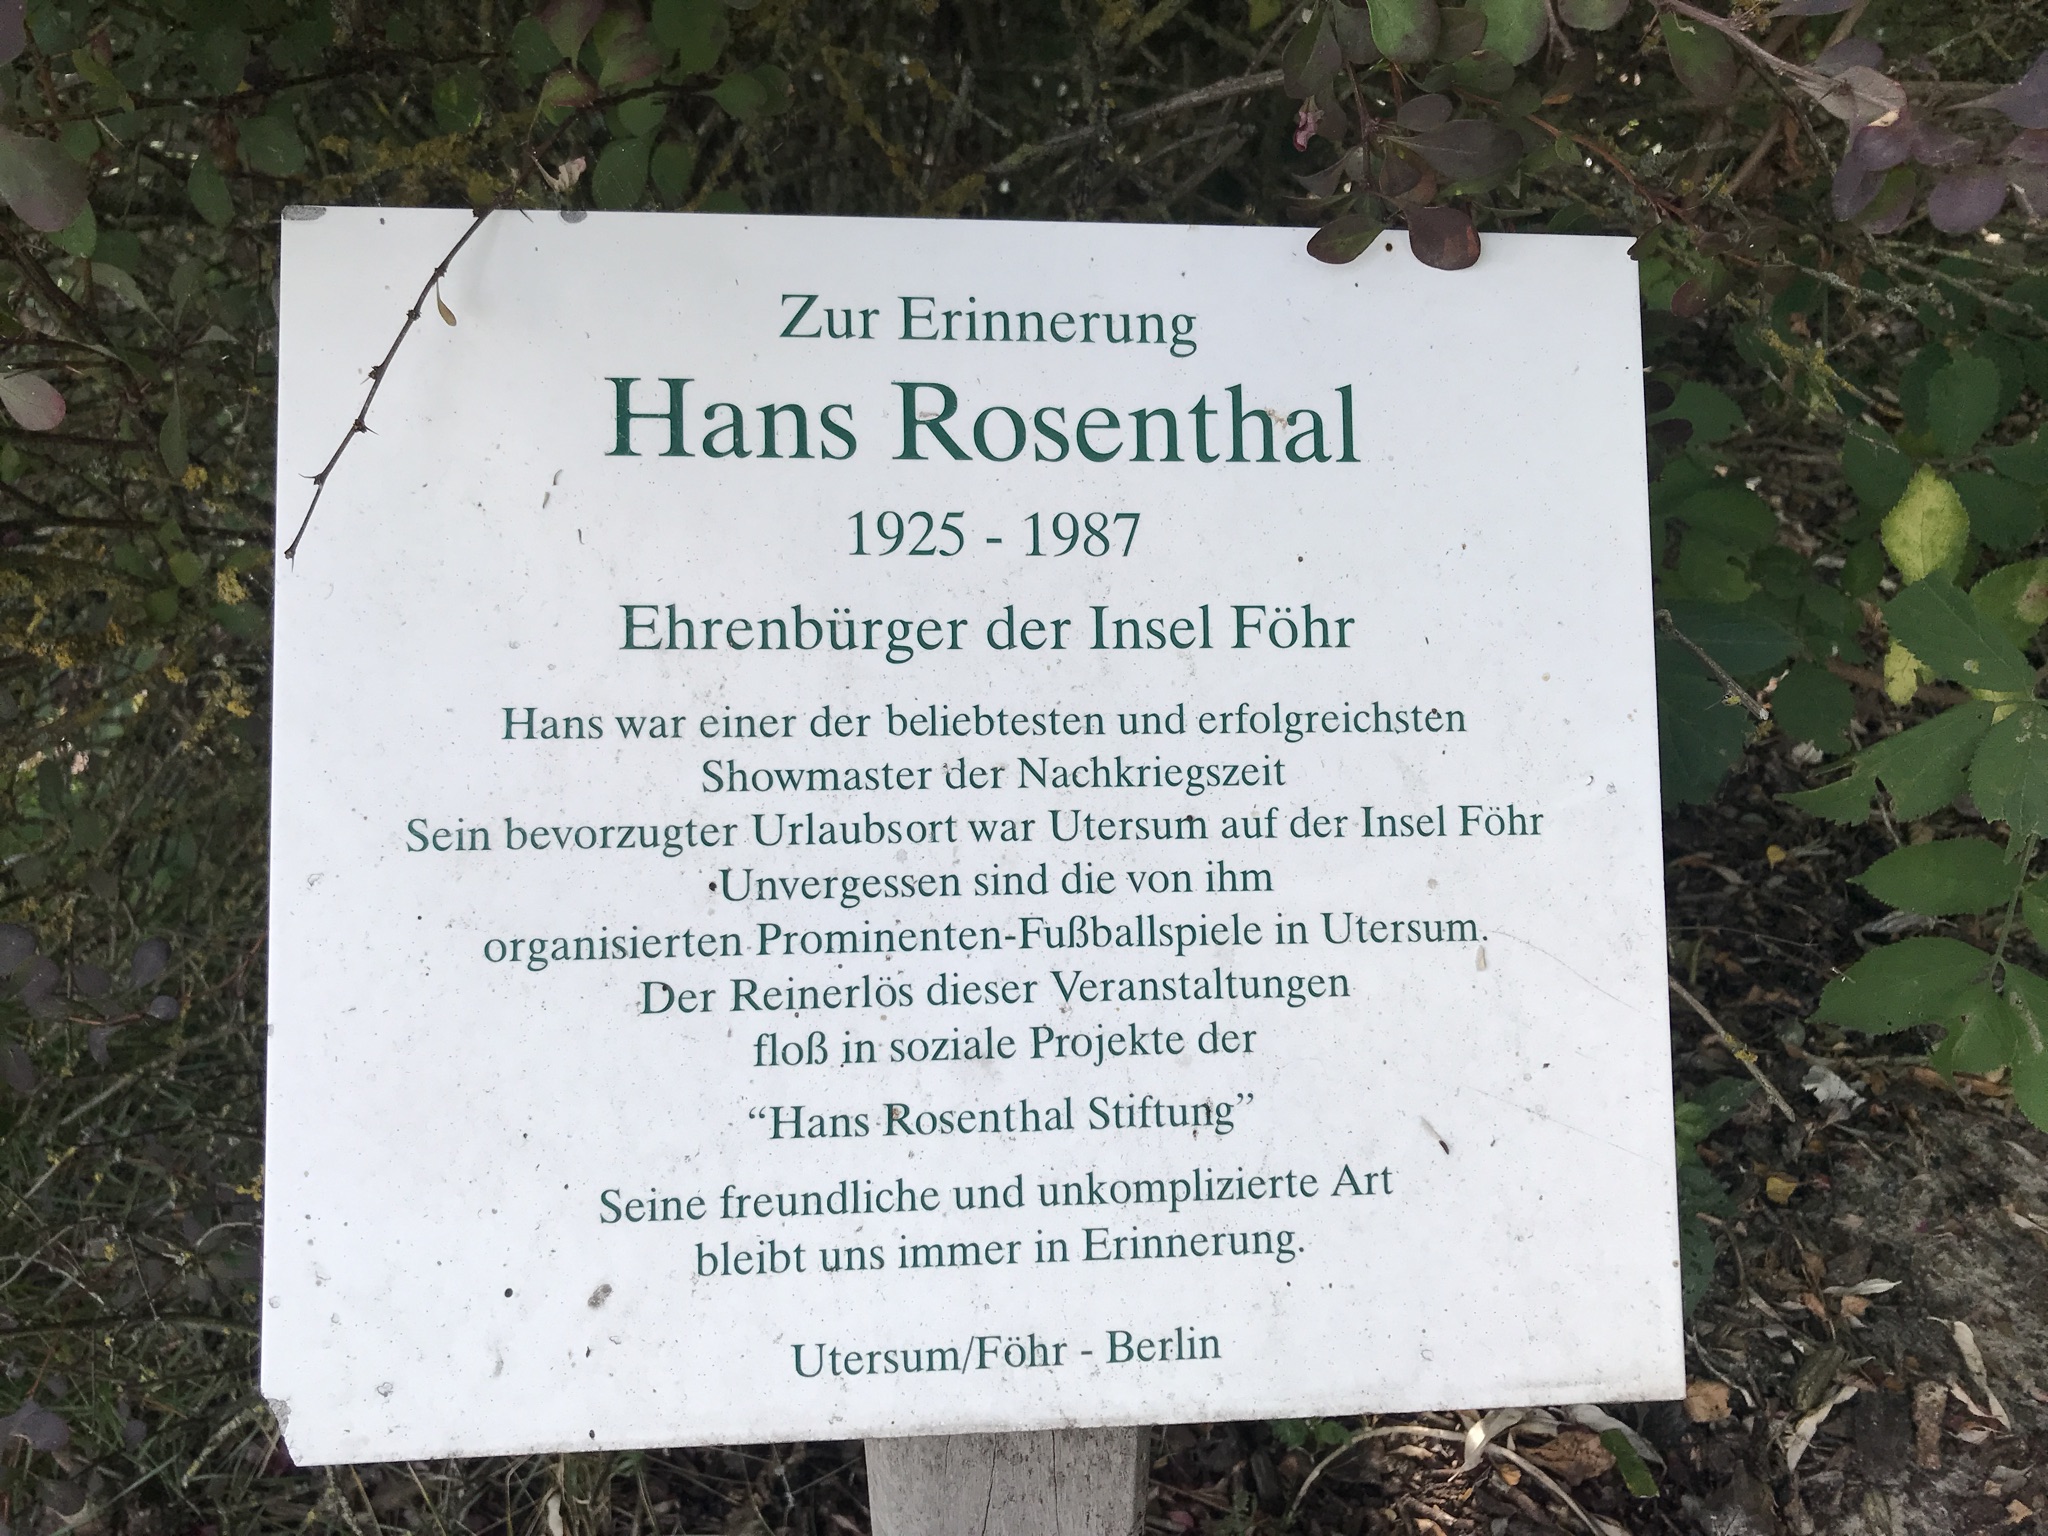 Zur Erinnerung
Hans Rosenthal
1925 - 1987
Ehrenbürger der Insel Föhr
Hans war einer der beliebtesten und erfolgreichsten
Showmaster der Nachkriegszeit
Sein bevorzugter Urlaubsort war Utersum auf der Insel Föhr
Unvergessen sind die von ihm
organisierten Prominenten-Fußballspiele in Utersum.
Der Reinerlös dieser Veranstaltungen
floß in soziale Projekte der
“Hans Rosenthal Stiftung”
Seine freundliche und unkomplizierte Art
bleibt uns immer in Erinnerung.
Utersum/Föhr - Berlin